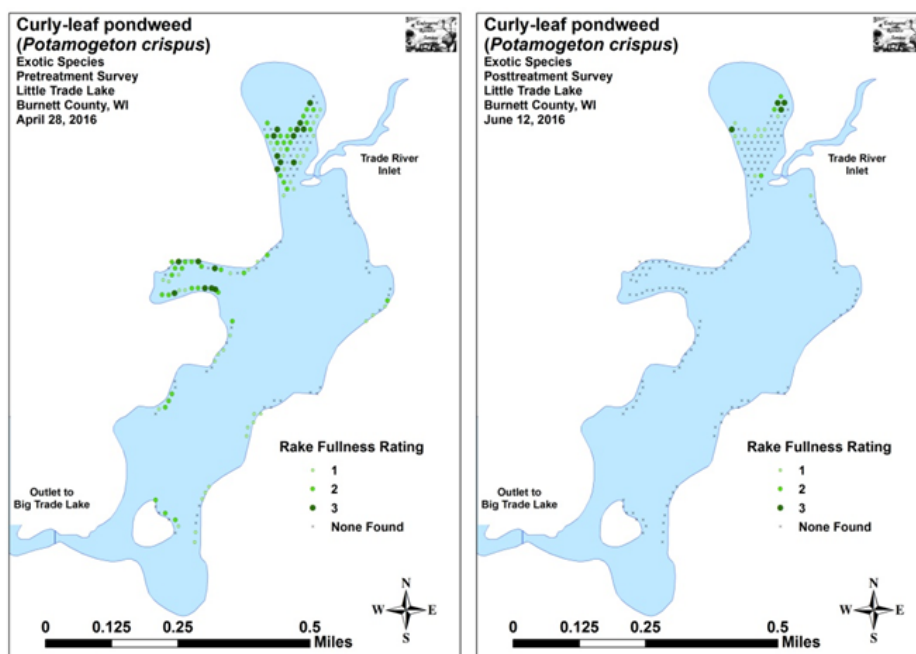 Curly-leaf pondweed
(Potamogeton crispus)
Exotic Species
Pretreatment Survey
Little Trade Lake
Burnett County, WI
April 28, 2016
Trade River
Inlet
Rake Fullness Rating
1
2
3
None Found
Outlet to
Big Trade Lake
N
W E
S
0 0.125 0.25 0.5
Miles
Curly-leaf pondweed
(Potamogeton crispus)
Exotic Species
Posttreatment Survey
Little Trade Lake
Burnett County, WI
June 12, 2016
Trade River
Inlet
Rake Fullness Rating
1
2
3
None Found
Outlet to
Big Trade Lake
N
W E
S
0 0.125 0.25 0.5
Miles